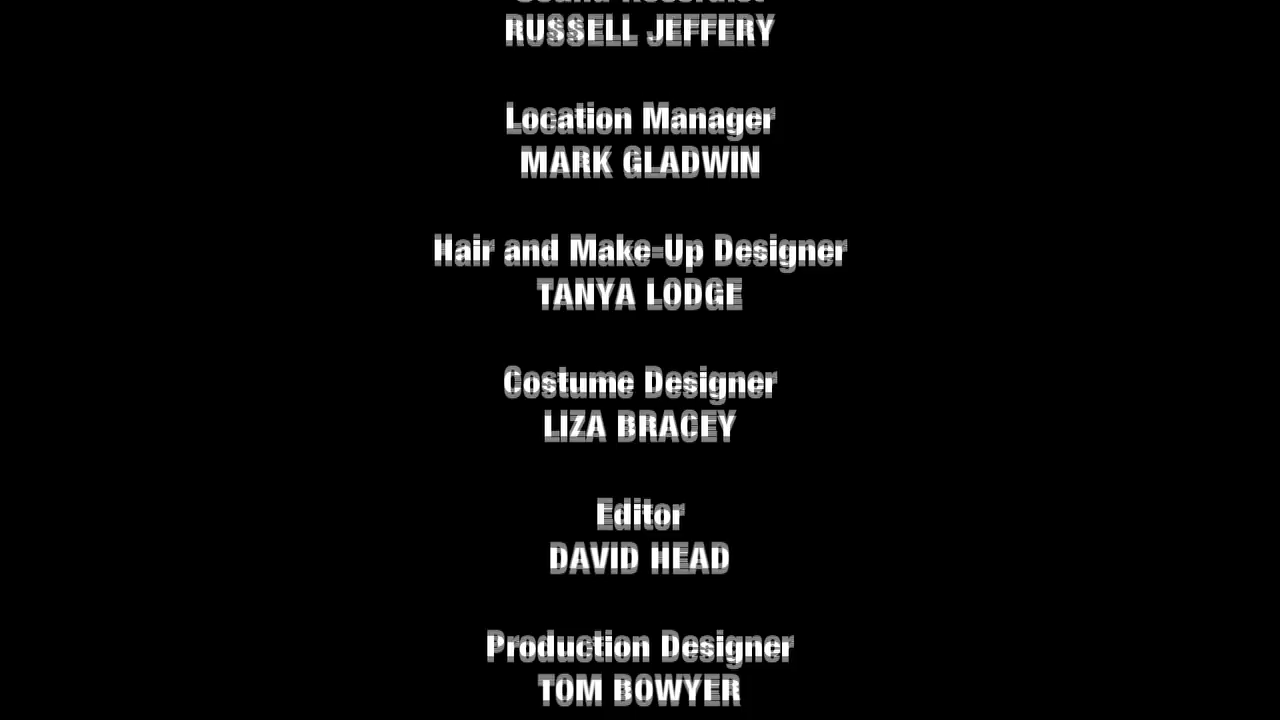 RUSSELL JEFFERY
Location Manager
MARK GLADWIN
Hair and Make-Up Designer
TANYA LODGE
Costume Designer
LIZA BRACEY
Editor
DAVID HEAD
Production Designer
TOM BOWYER